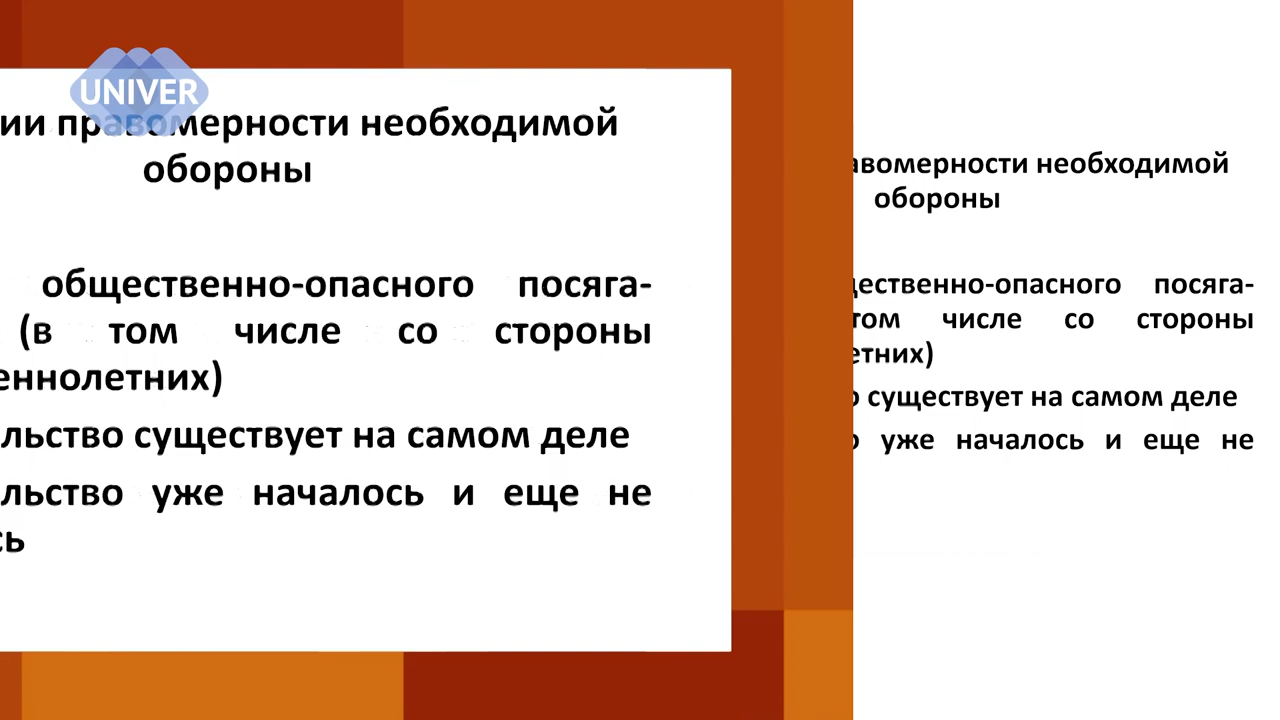 UNIVER
ии правомерности необходимой
обороны
общественно-опасного посяга-
(в том числе со стороны
еннолетних)
льство существует на самом деле
льство уже началось и еще не
сь
авомерности необходимой
обороны
щественно-опасного посяга-
том числе со стороны
етних)
о существует на самом деле
о уже началось и еще не